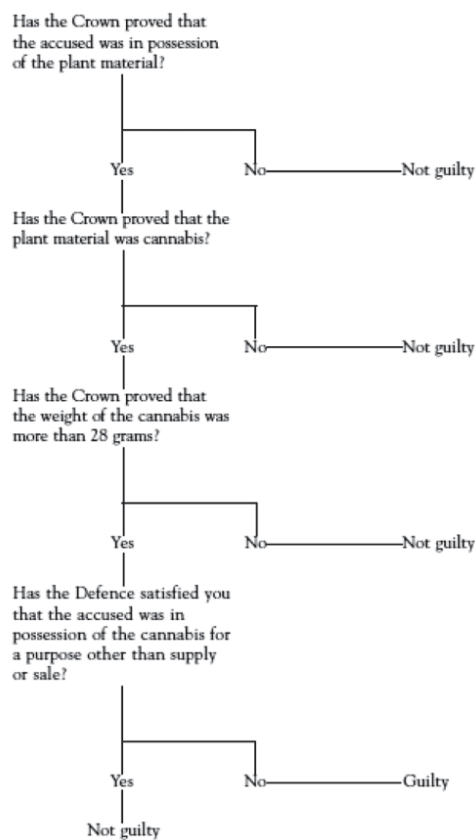 Has the Crown proved that
the accused was in possession
of the plant material?
Yes No Not guilty
Has the Crown proved that the
plant material was cannabis?
Yes No Not guilty
Has the Crown proved that
the weight of the cannabis was
more than 28 grams?
Yes No Not guilty
Has the Defence satisfied you
that the accused was in
possession of the cannabis for
a purpose other than supply
or sale?
Yes No Guilty
Not guilty